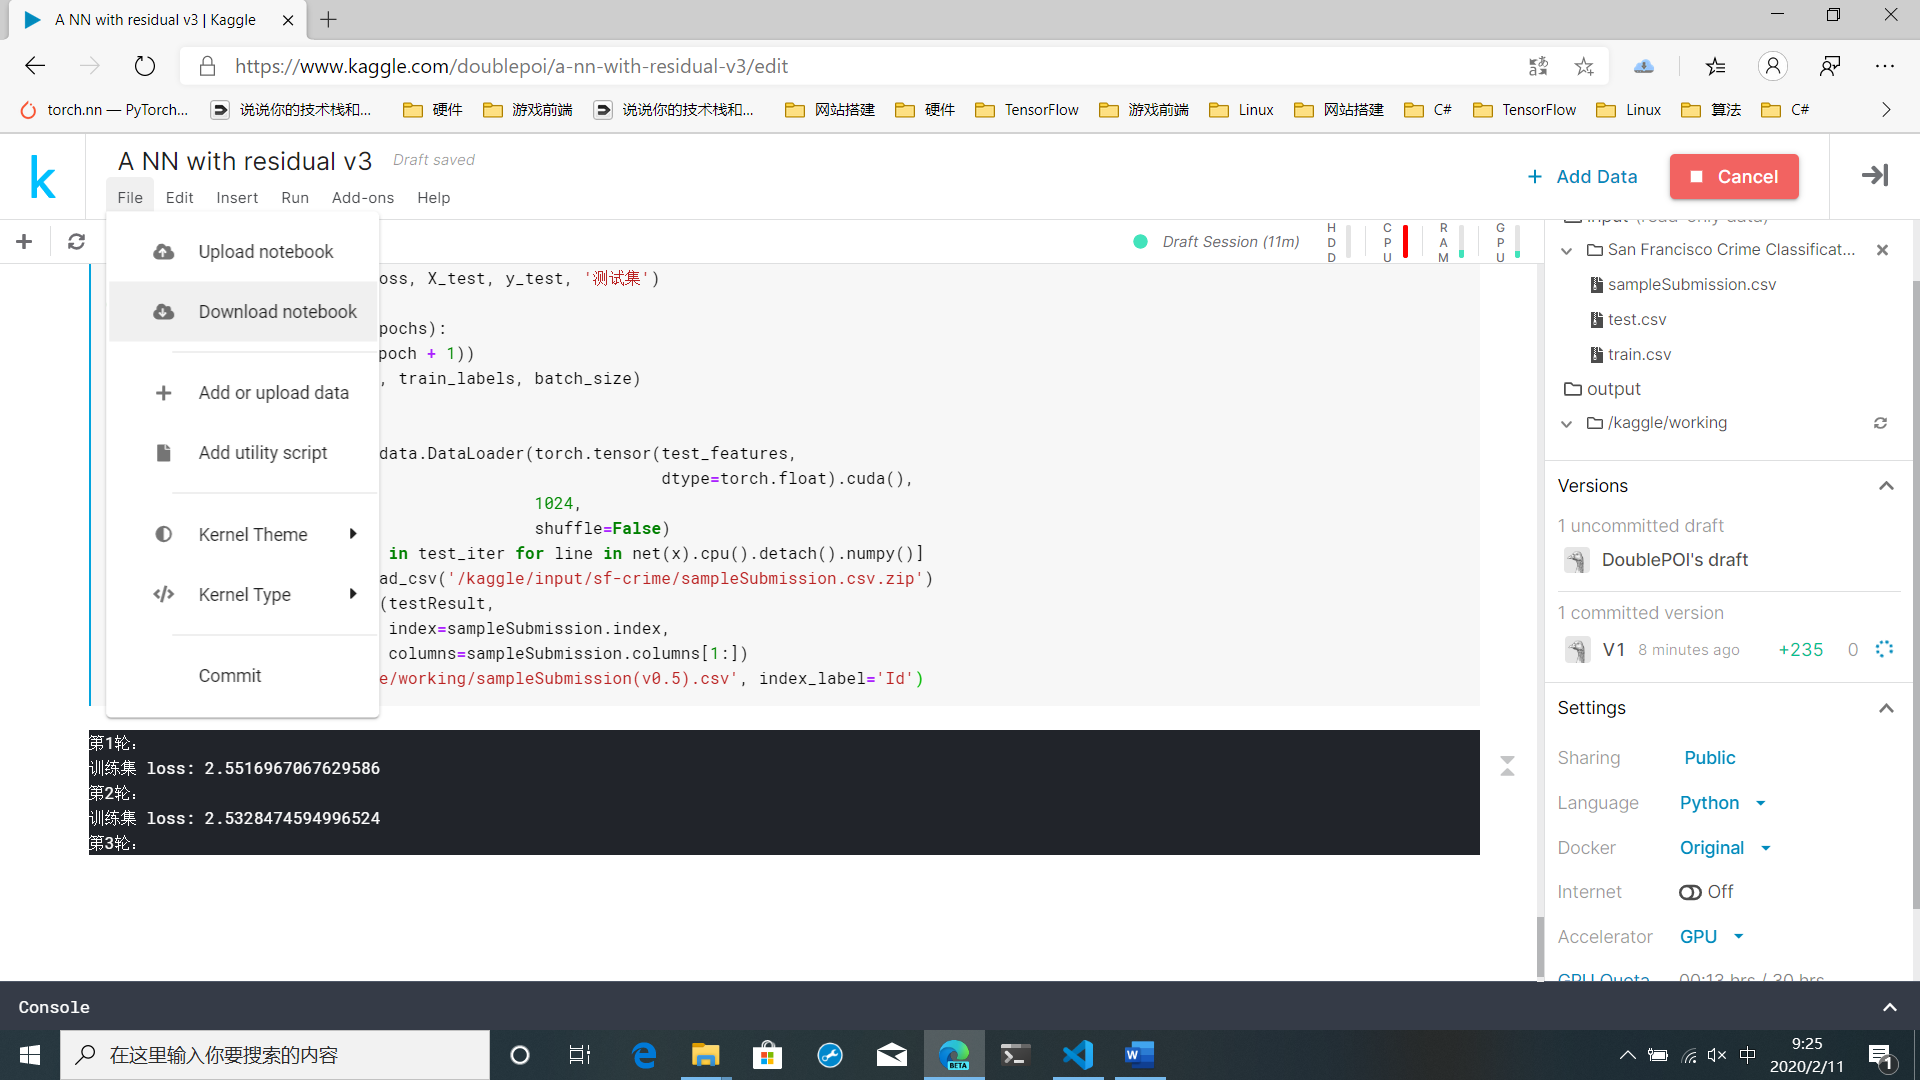 A NN with residual v3 | Kaggle
https://www.kaggle.com/doublepoi/a-nn-with-residual-v3/edit
torch.nn — PyTorch...
说说你的技术栈和...
硬件
游戏前端
说说你的技术栈和...
网站搭建
硬件
TensorFlow
游戏前端
Linux
网站搭建
C#
TensorFlow
Linux
算法
C#
k
A NN with residual v3
Draft saved
File Edit Insert Run Add-ons Help
+ Add Data
Cancel
Draft Session (11m)
HDD
CPU
RAM
GPU
Upload notebook
Download notebook
Add or upload data
Add utility script
Kernel Theme
Kernel Type
Commit
oss, X_test, y_test, '测试集')
pochs):
poch + 1))
, train_labels, batch_size)
data.DataLoader(torch.tensor(test_features,
dtype=torch.float).cuda(),
1024,
shuffle=False)
in test_iter for line in net(x).cpu().detach().numpy()]
ad_csv('/kaggle/input/sf-crime/sampleSubmission.csv.zip')
(testResult,
index=sampleSubmission.index,
columns=sampleSubmission.columns[1:])
e/working/sampleSubmission(v0.5).csv', index_label='Id')
第1轮:
训练集 loss: 2.5516967067629586
第2轮:
训练集 loss: 2.5328474594996524
第3轮:
input (read-only data)
San Francisco Crime Classificat...
sampleSubmission.csv
test.csv
train.csv
output
/kaggle/working
Versions
1 uncommitted draft
DoublePOI's draft
1 committed version
V1 8 minutes ago +235 0
Settings
Sharing Public
Language Python
Docker Original
Internet Off
Accelerator GPU
GPU Quota 00:13 hrs / 30 hrs
Console
在这里输入你要搜索的内容
BETA
中
9:25
2020/2/11
1